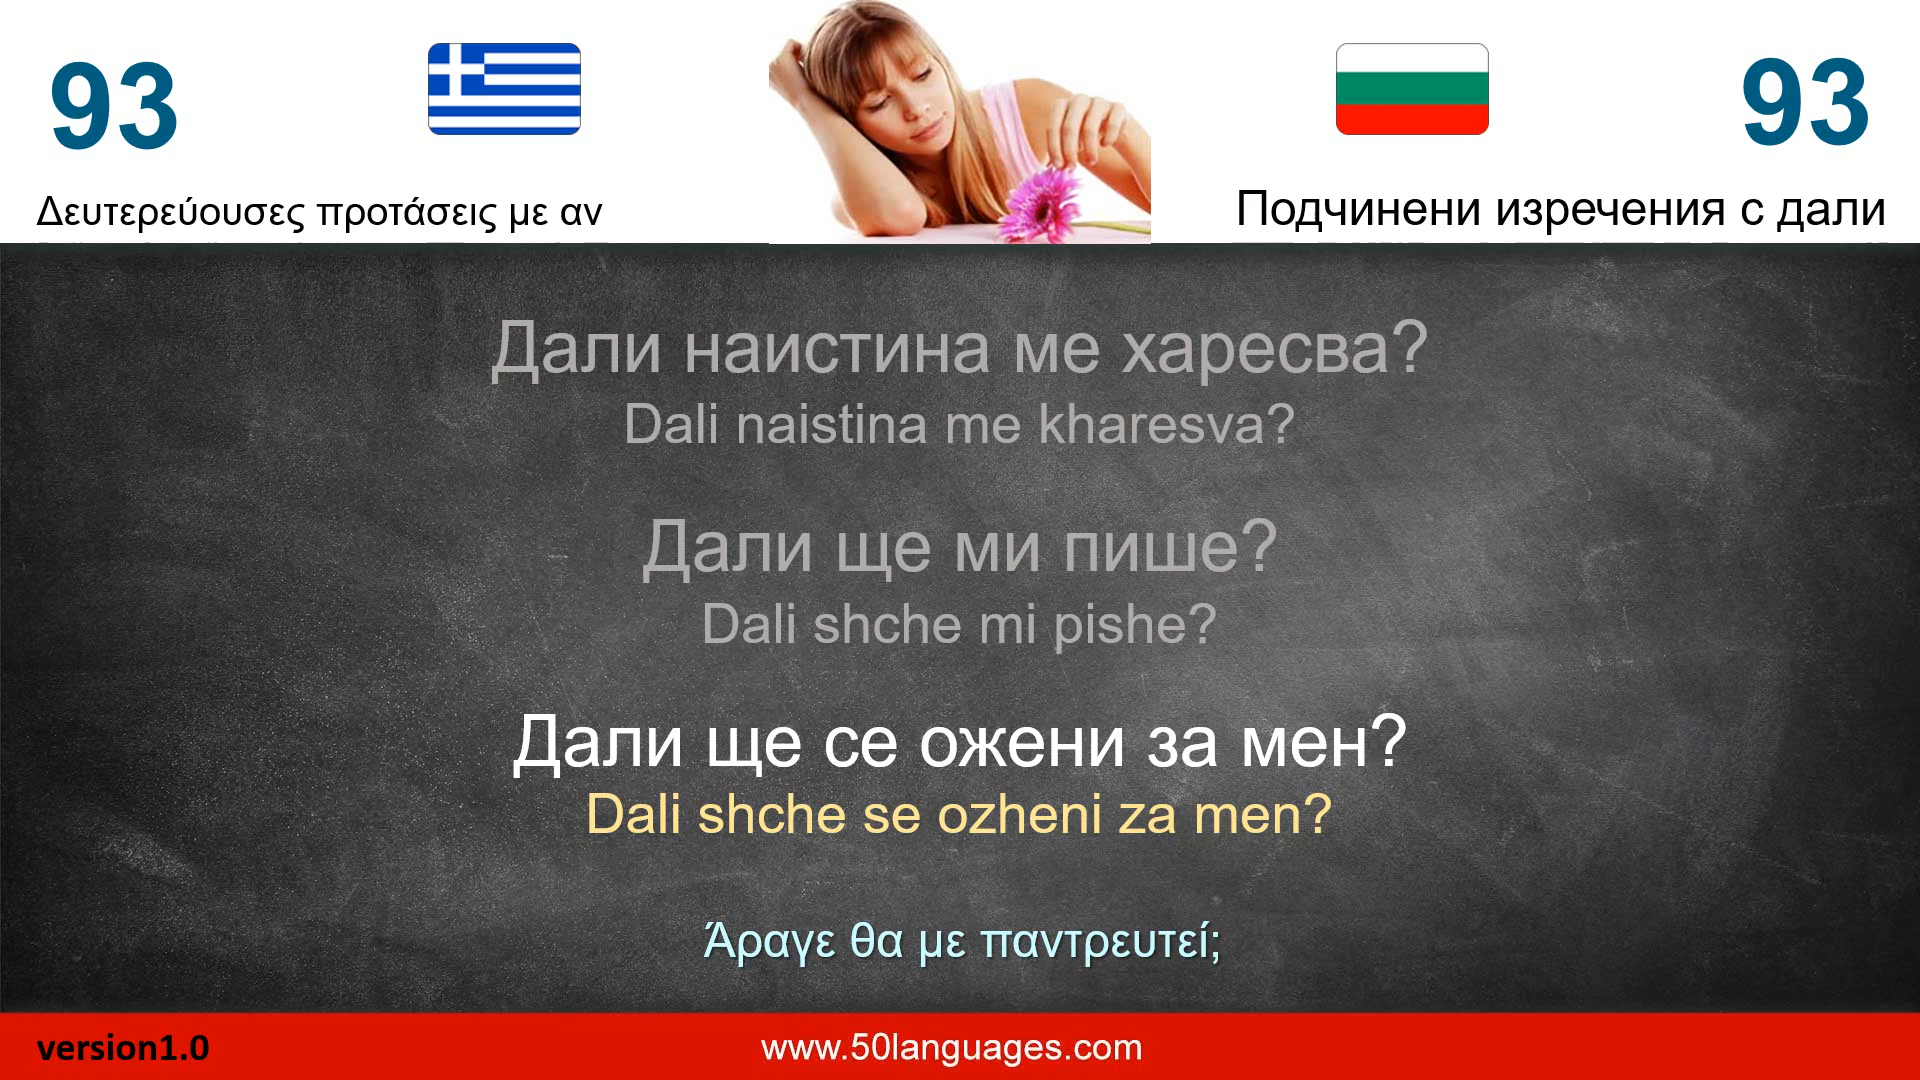 93
93
Δευτερεύουσες προτάσεις με αν
Подчинени изречения с дали
Дали наистина ме харесва?
Dali naistina me kharesva?
Дали ще ми пише?
Dali shche mi pishe?
Дали ще се ожени за мен?
Dali shche se ozheni za men?
Άραγε θα με παντρευτεί;
version1.0
www.50languages.com